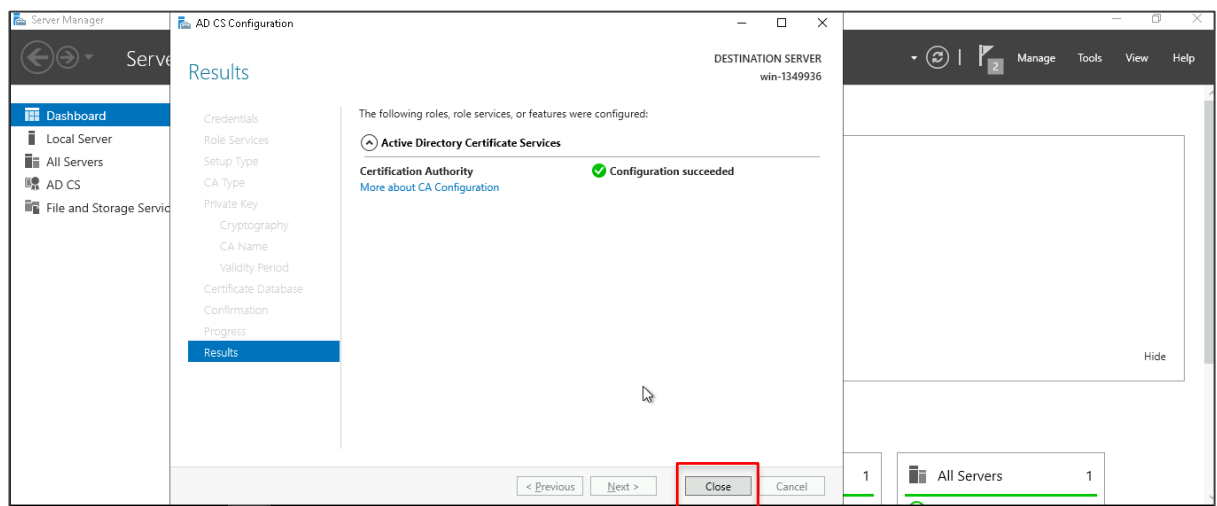 Server Manager
AD CS Configuration
Serve
2
Manage Tools View Help
Results
DESTINATION SERVER
win-1349936
Dashboard
Local Server
All Servers
AD CS
File and Storage Servic
Credentials
Role Services
Setup Type
CA Type
Private Key
Cryptography
CA Name
Validity Period
Certificate Database
Confirmation
Progress
Results
The following roles, role services, or features were configured:
Active Directory Certificate Services
Certification Authority Configuration succeeded
More about CA Configuration
Hide
< Previous Next > Close Cancel
1
All Servers 1